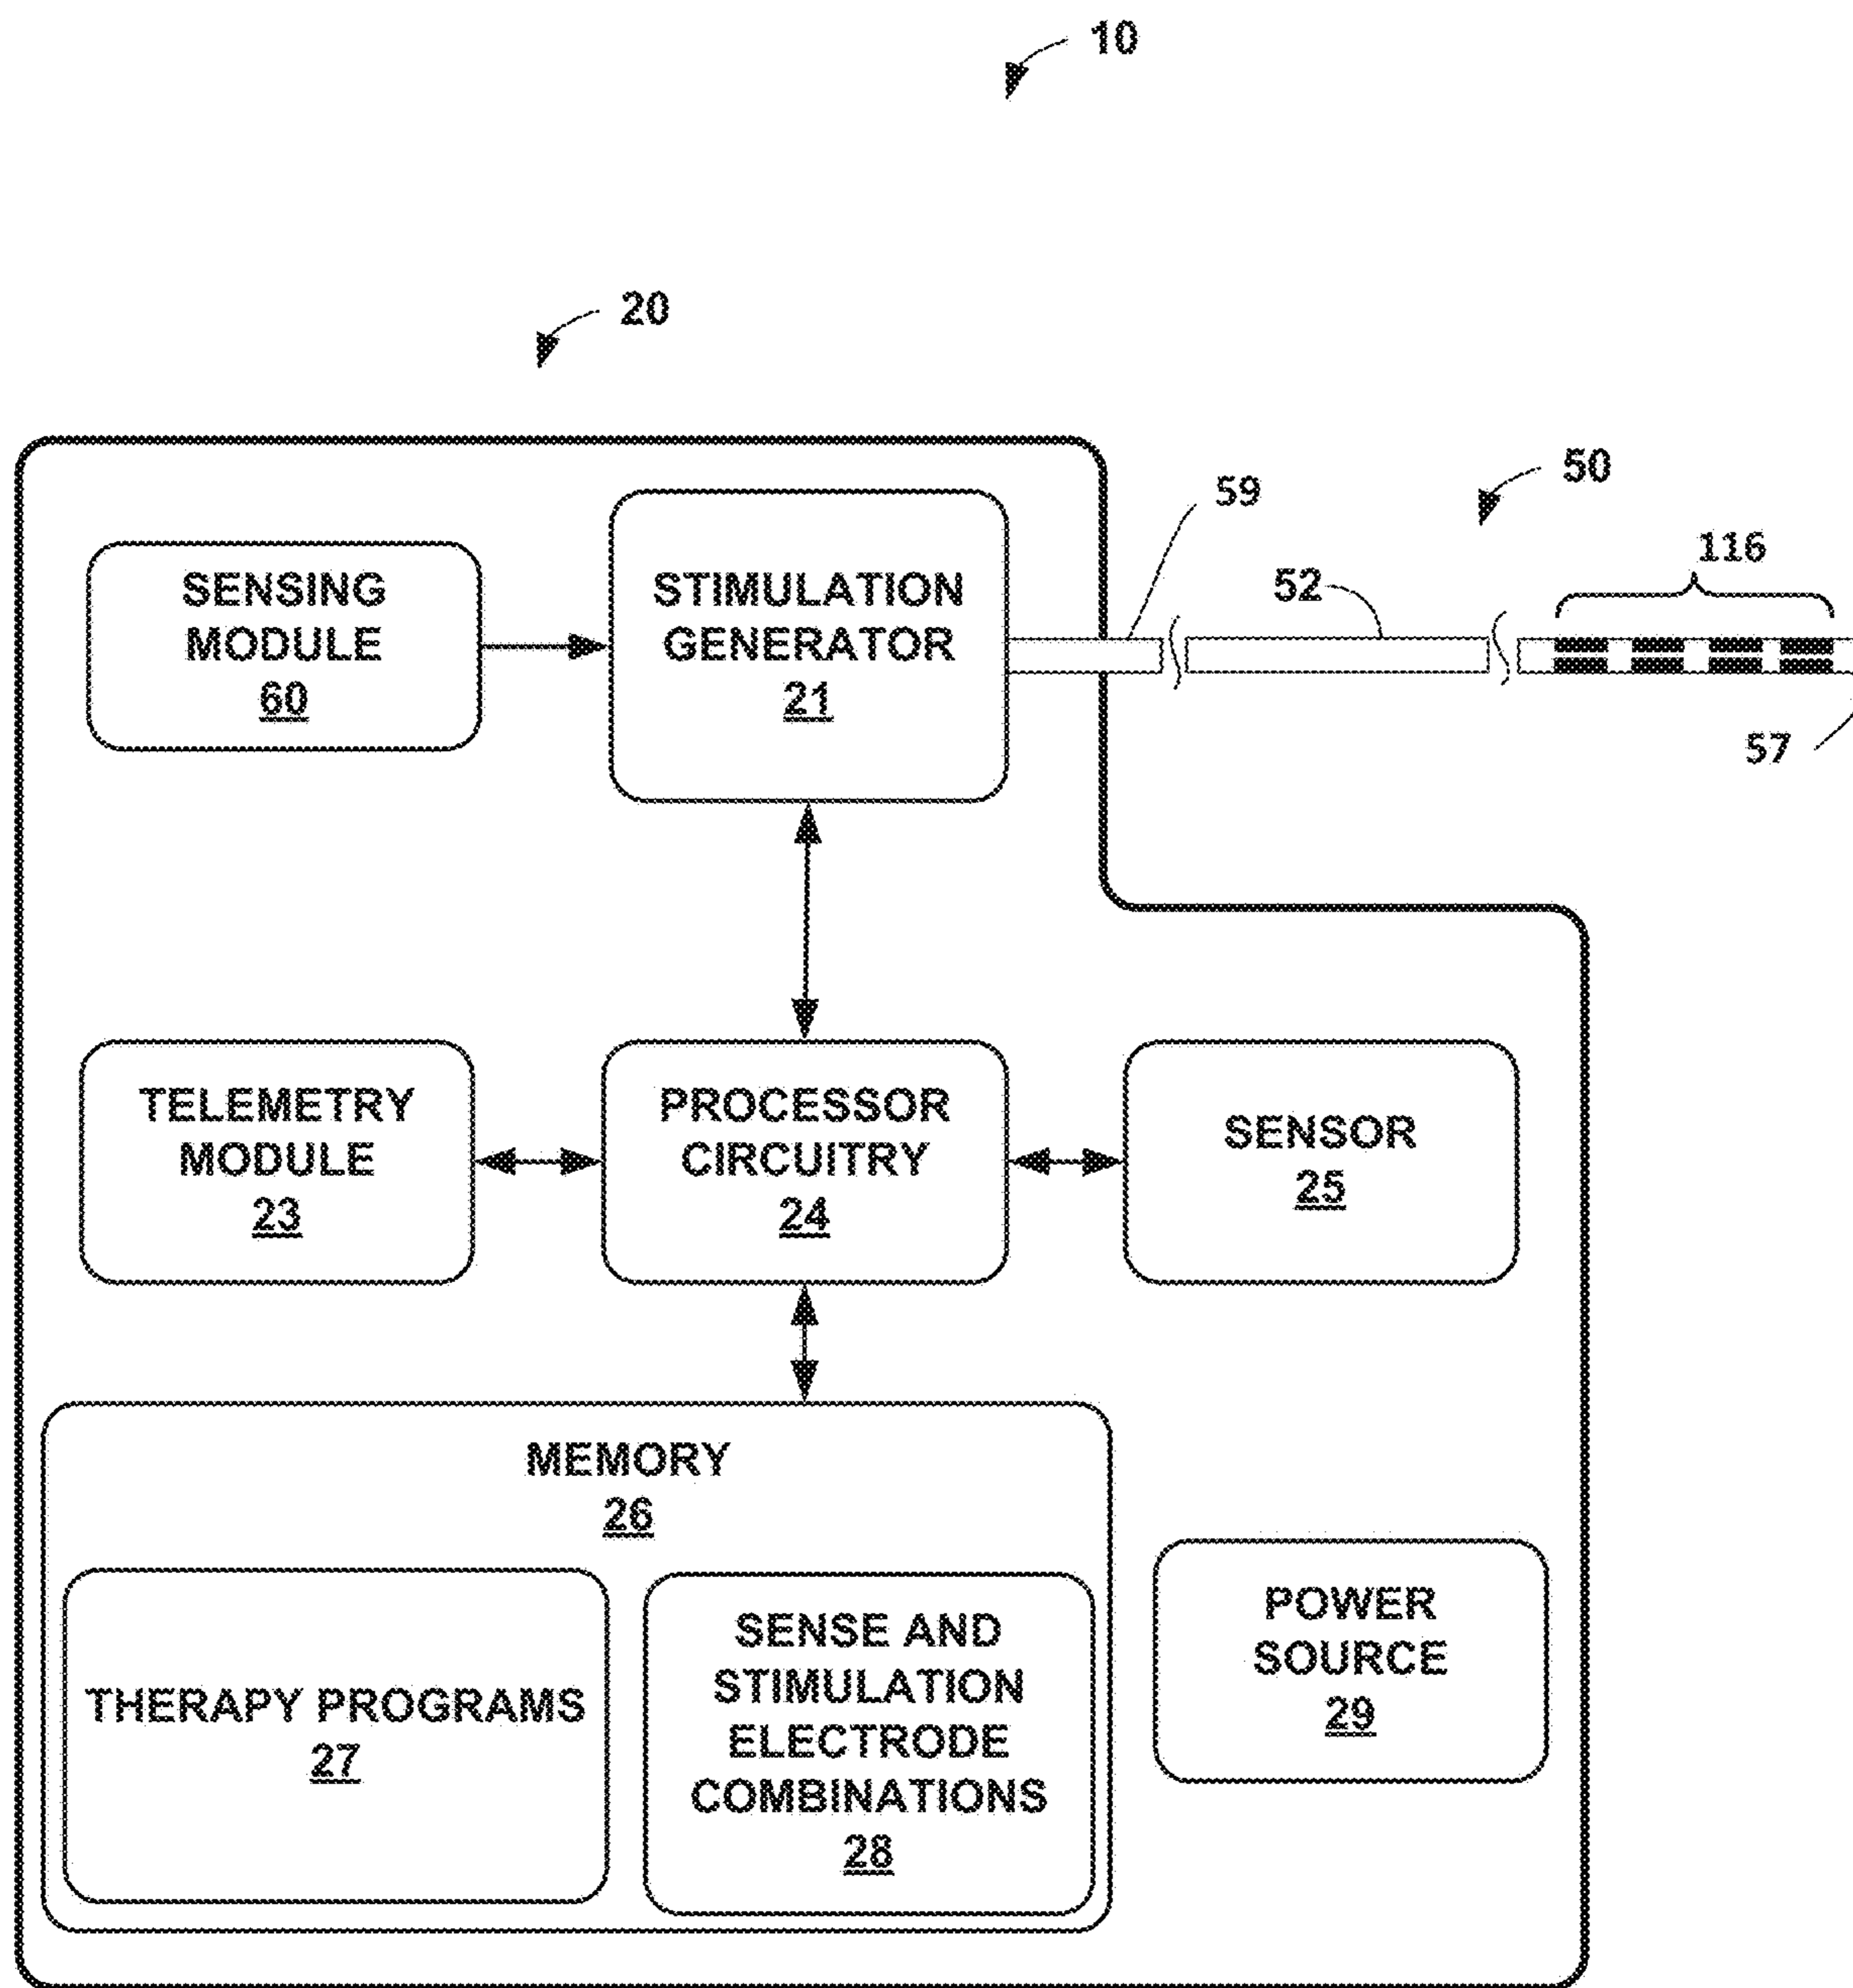 10
20
50
59
116
52
57
SENSING
MODULE
60
STIMULATION
GENERATOR
21
TELEMETRY
MODULE
23
PROCESSOR
CIRCUITRY
24
SENSOR
25
MEMORY
26
THERAPY PROGRAMS
27
SENSE AND
STIMULATION
ELECTRODE
COMBINATIONS
28
POWER
SOURCE
29